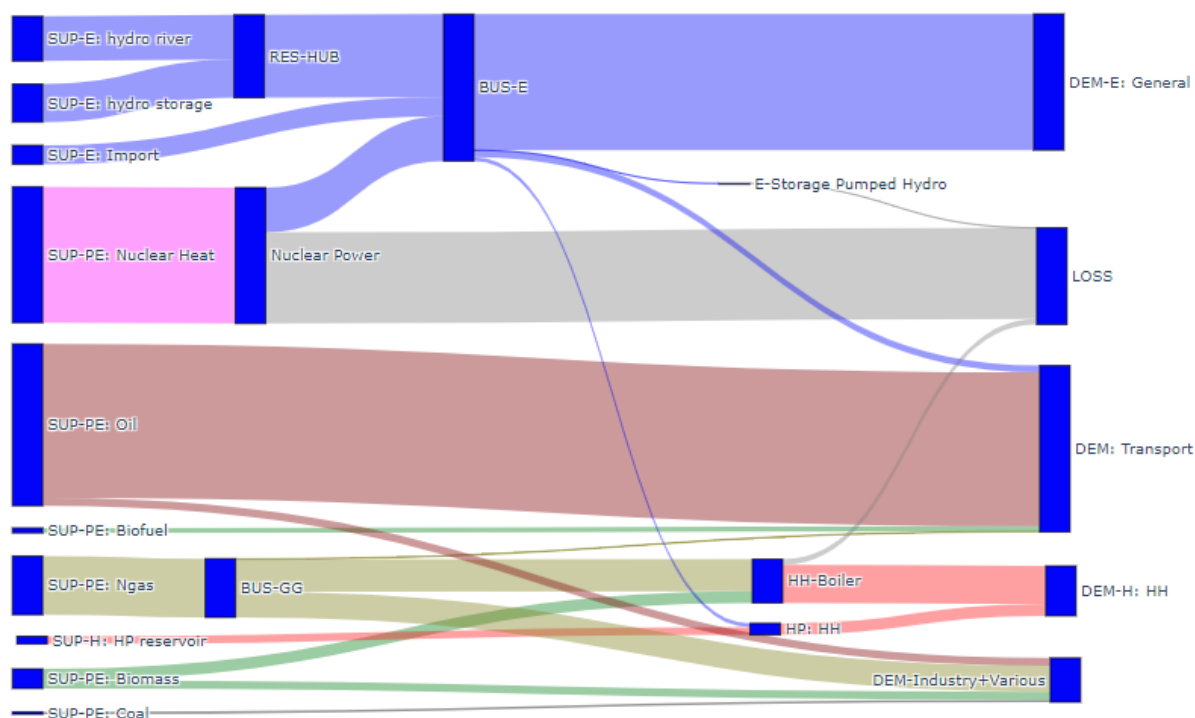 SUP-E: hydro river
RES-HUB
BUS-E
DEM-E: General
SUP-E: hydro storage
SUP-E: Import
E-Storage Pumped Hydro
SUP-PE: Nuclear Heat
Nuclear Power
LOSS
SUP-PE: Oil
DEM: Transport
SUP-PE: Biofuel
SUP-PE: Ngas
BUS-GG
HH-Boiler
DEM-H: HH
SUP-H: HP reservoir
HP: HH
SUP-PE: Biomass
DEM-Industry+Various
SUP-PE: Coal